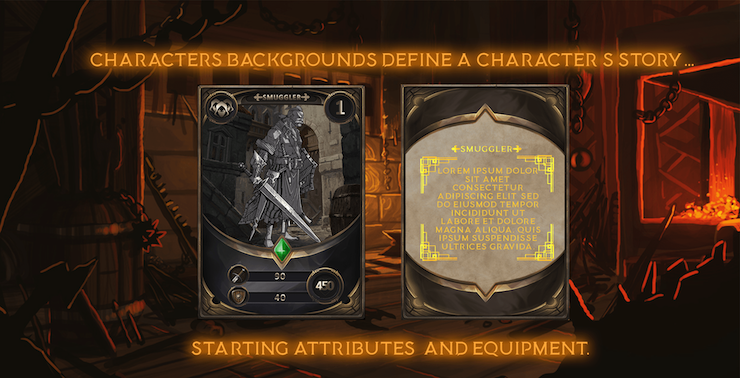 CHARACTERS BACKGROUNDS DEFINE A CHARACTER S STORY...
SMUGGLER
1
90
40
450
SMUGGLER
LOREM IPSUM DOLOR
SIT AMET
CONSECTETUR
ADIPISCING ELIT SED
DO EIUSMOD TEMPOR
INCIDIDUNT UT
LABORE ET DOLORE
MAGNA ALIQUA. QUIS
IPSUM SUSPENDISSE
ULTRICES GRAVIDA.
STARTING ATTRIBUTES AND EQUIPMENT.